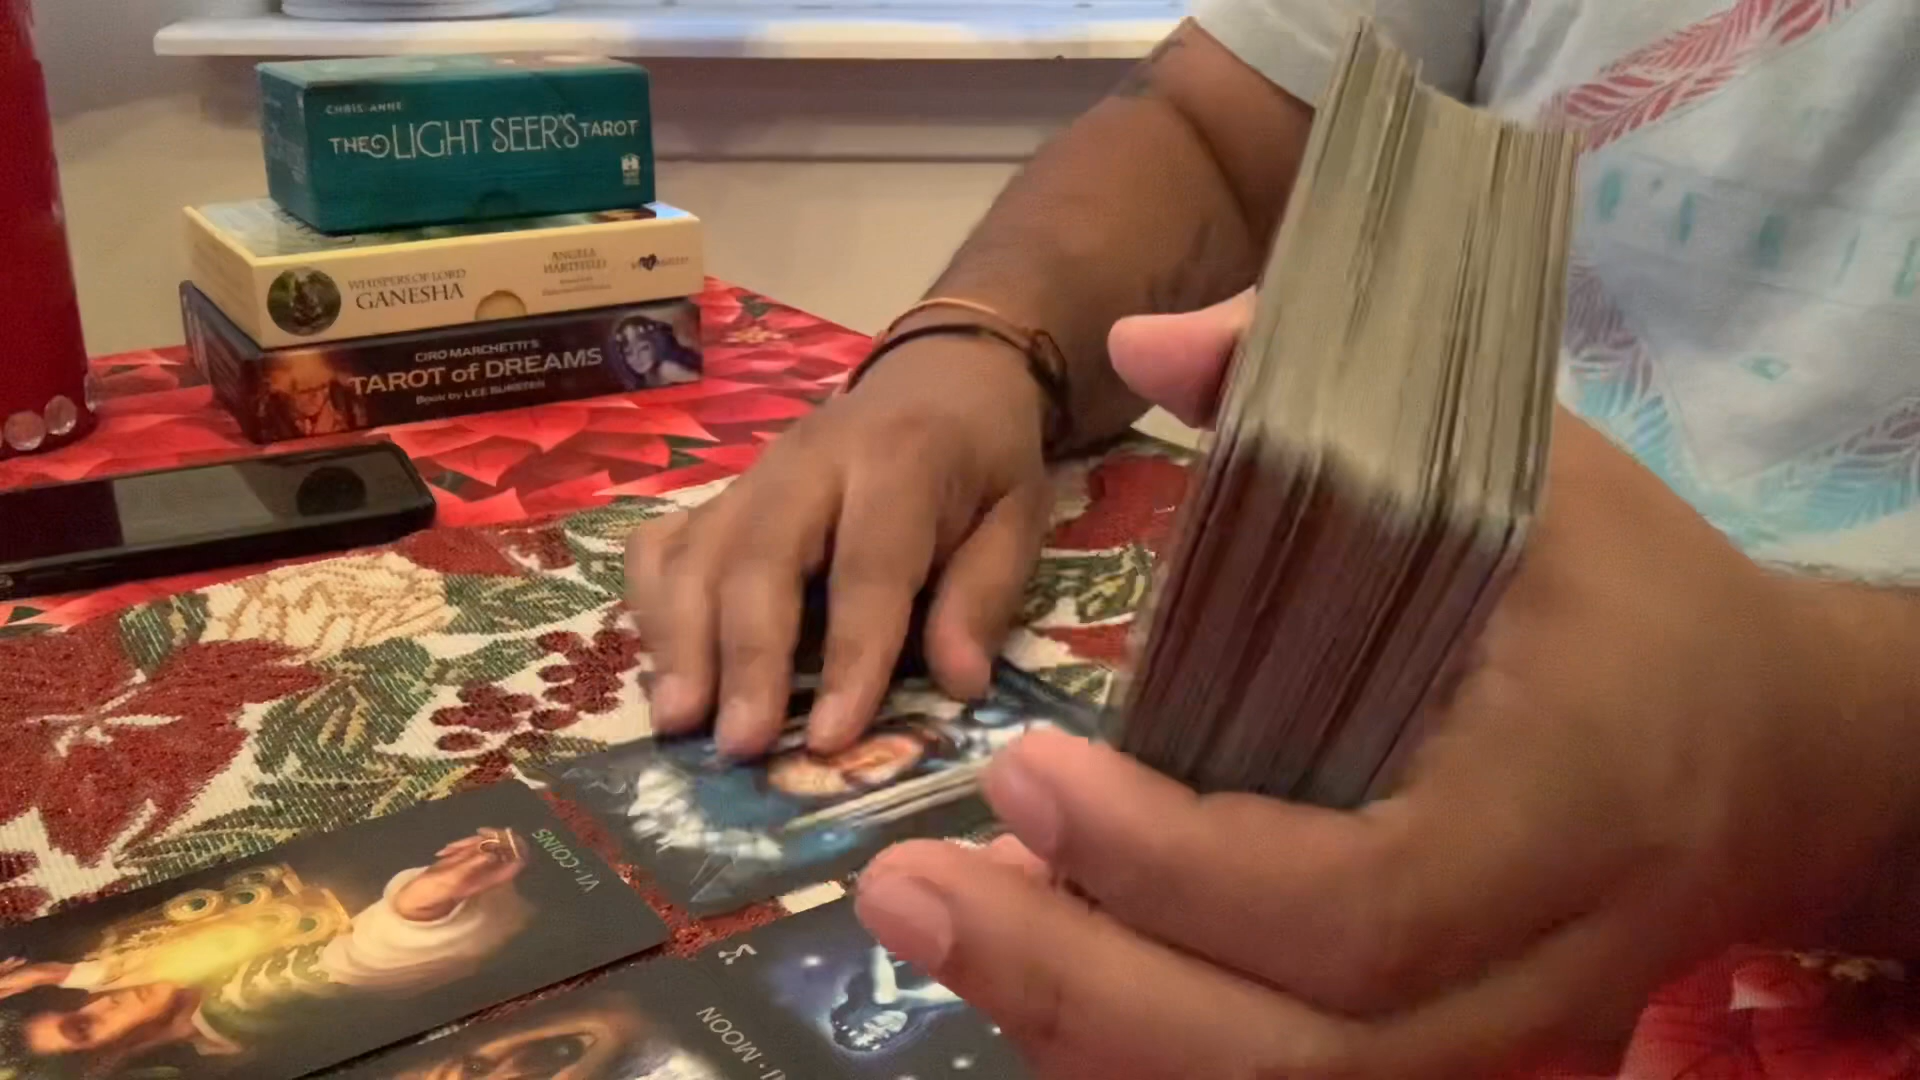 CHRIS-ANNE
THE LIGHT SEER'S TAROT
WHISPERS OF LORD
GANESHA
ANGELA
HARTFIELD
CIRO MARCHETTI'S
TAROT of DREAMS
Book by LEE BURSTEN
VI•COINS
MOON